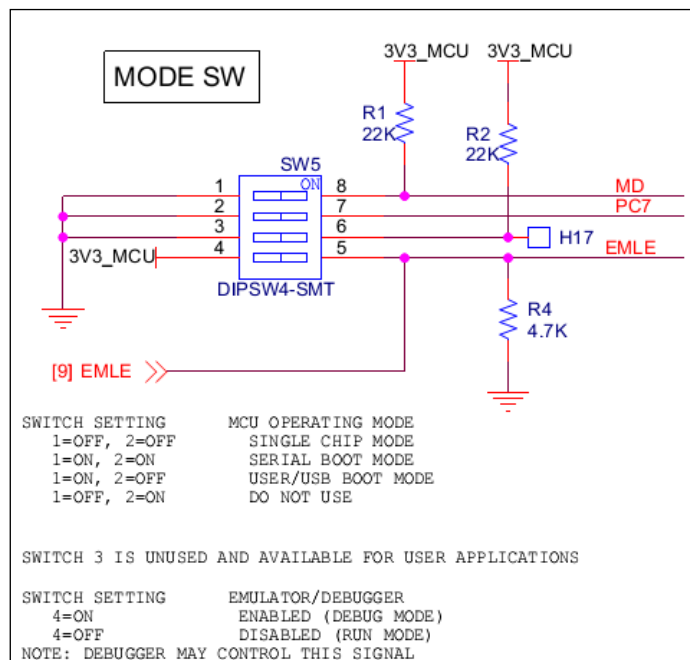 MODE SW
3V3_MCU
3V3_MCU
R1
22K
R2
22K
SW5
ON
1
8
MD
2
7
PC7
3
6
H17
3V3_MCU
4
5
EMLE
DIPSW4-SMT
R4
4.7K
[9] EMLE
SWITCH SETTING MCU OPERATING MODE
1=OFF, 2=OFF SINGLE CHIP MODE
1=ON, 2=ON SERIAL BOOT MODE
1=ON, 2=OFF USER/USB BOOT MODE
1=OFF, 2=ON DO NOT USE
SWITCH 3 IS UNUSED AND AVAILABLE FOR USER APPLICATIONS
SWITCH SETTING EMULATOR/DEBUGGER
4=ON ENABLED (DEBUG MODE)
4=OFF DISABLED (RUN MODE)
NOTE: DEBUGGER MAY CONTROL THIS SIGNAL